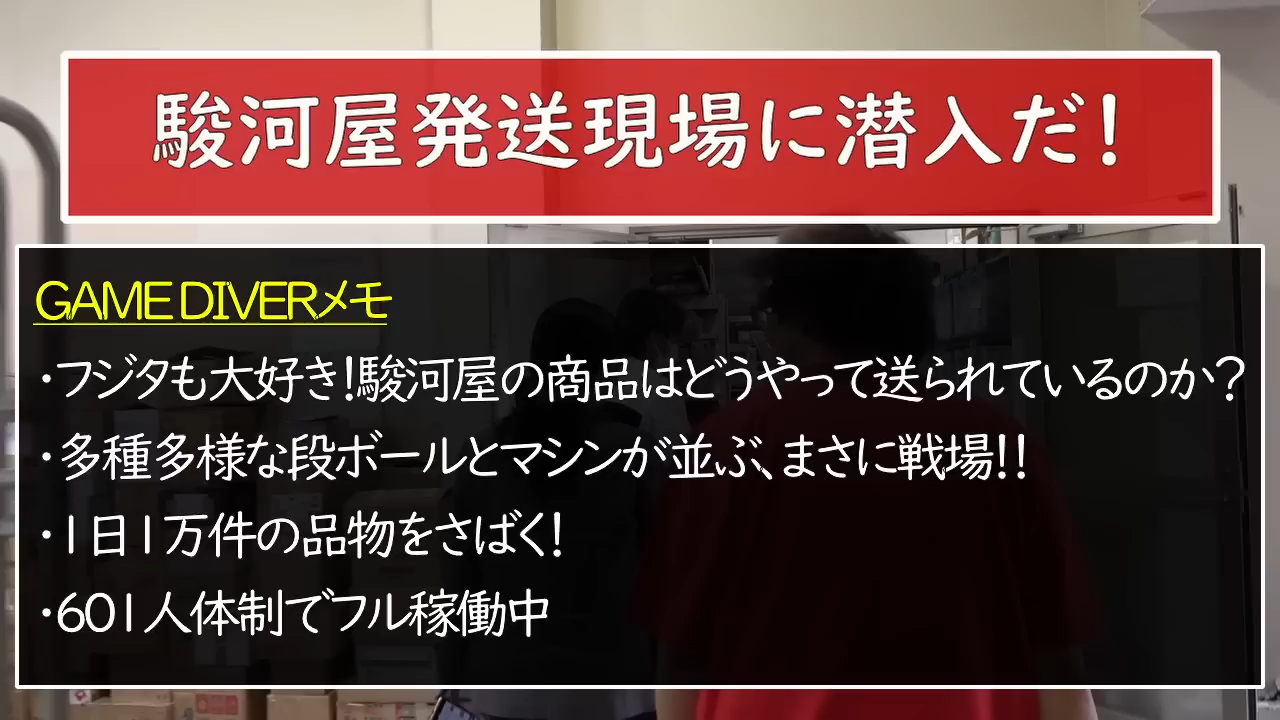 駿河屋発送現場に潜入だ!
GAME DIVERメモ
・フジタも大好き!駿河屋の商品はどうやって送られているのか?
・多種多様な段ボールとマシンが並ぶ、まさに戦場!!
・1日1万件の品物をさばく!
・601人体制でフル稼働中